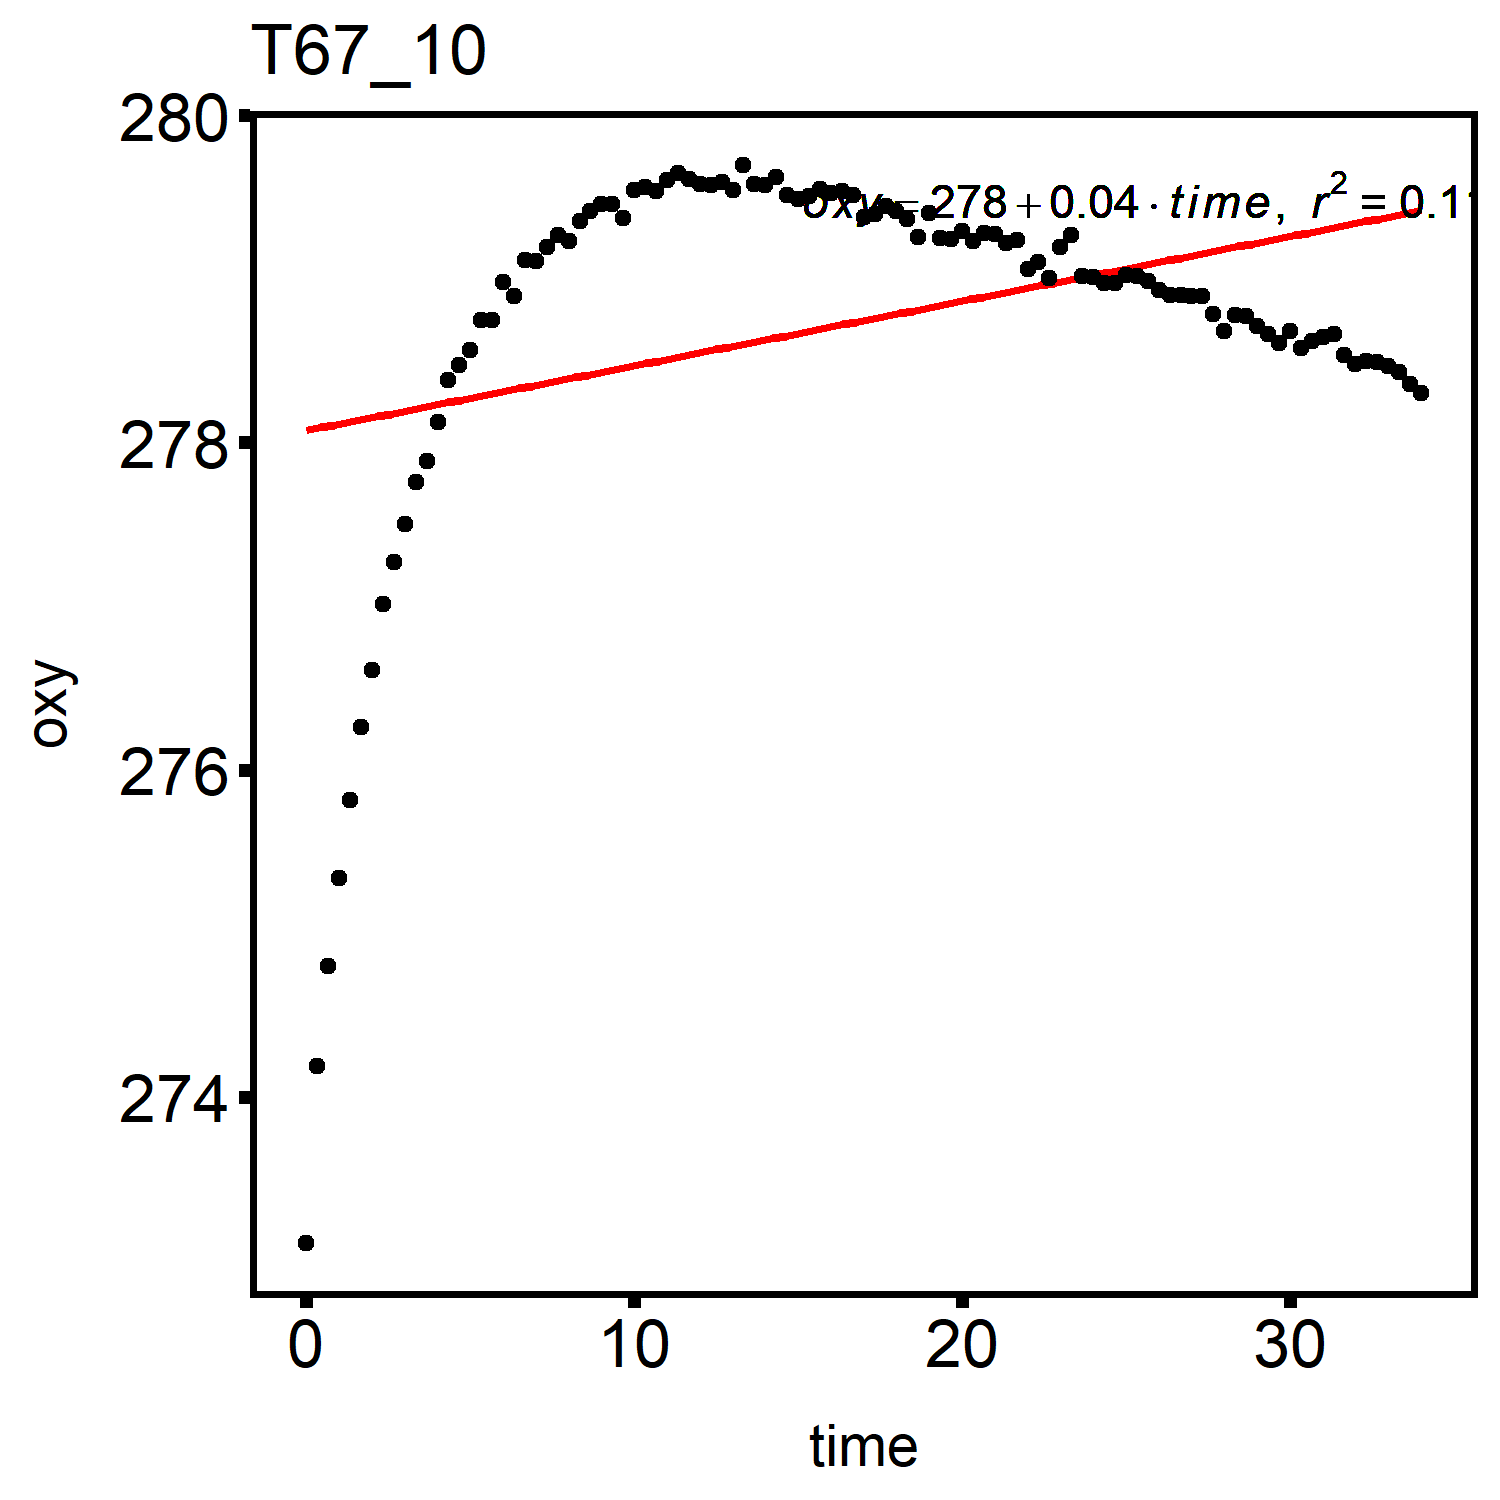 T67_10
280
oxy = 278 + 0.04 · time, r² = 0.1
278
276
274
oxy
0 10 20 30
time